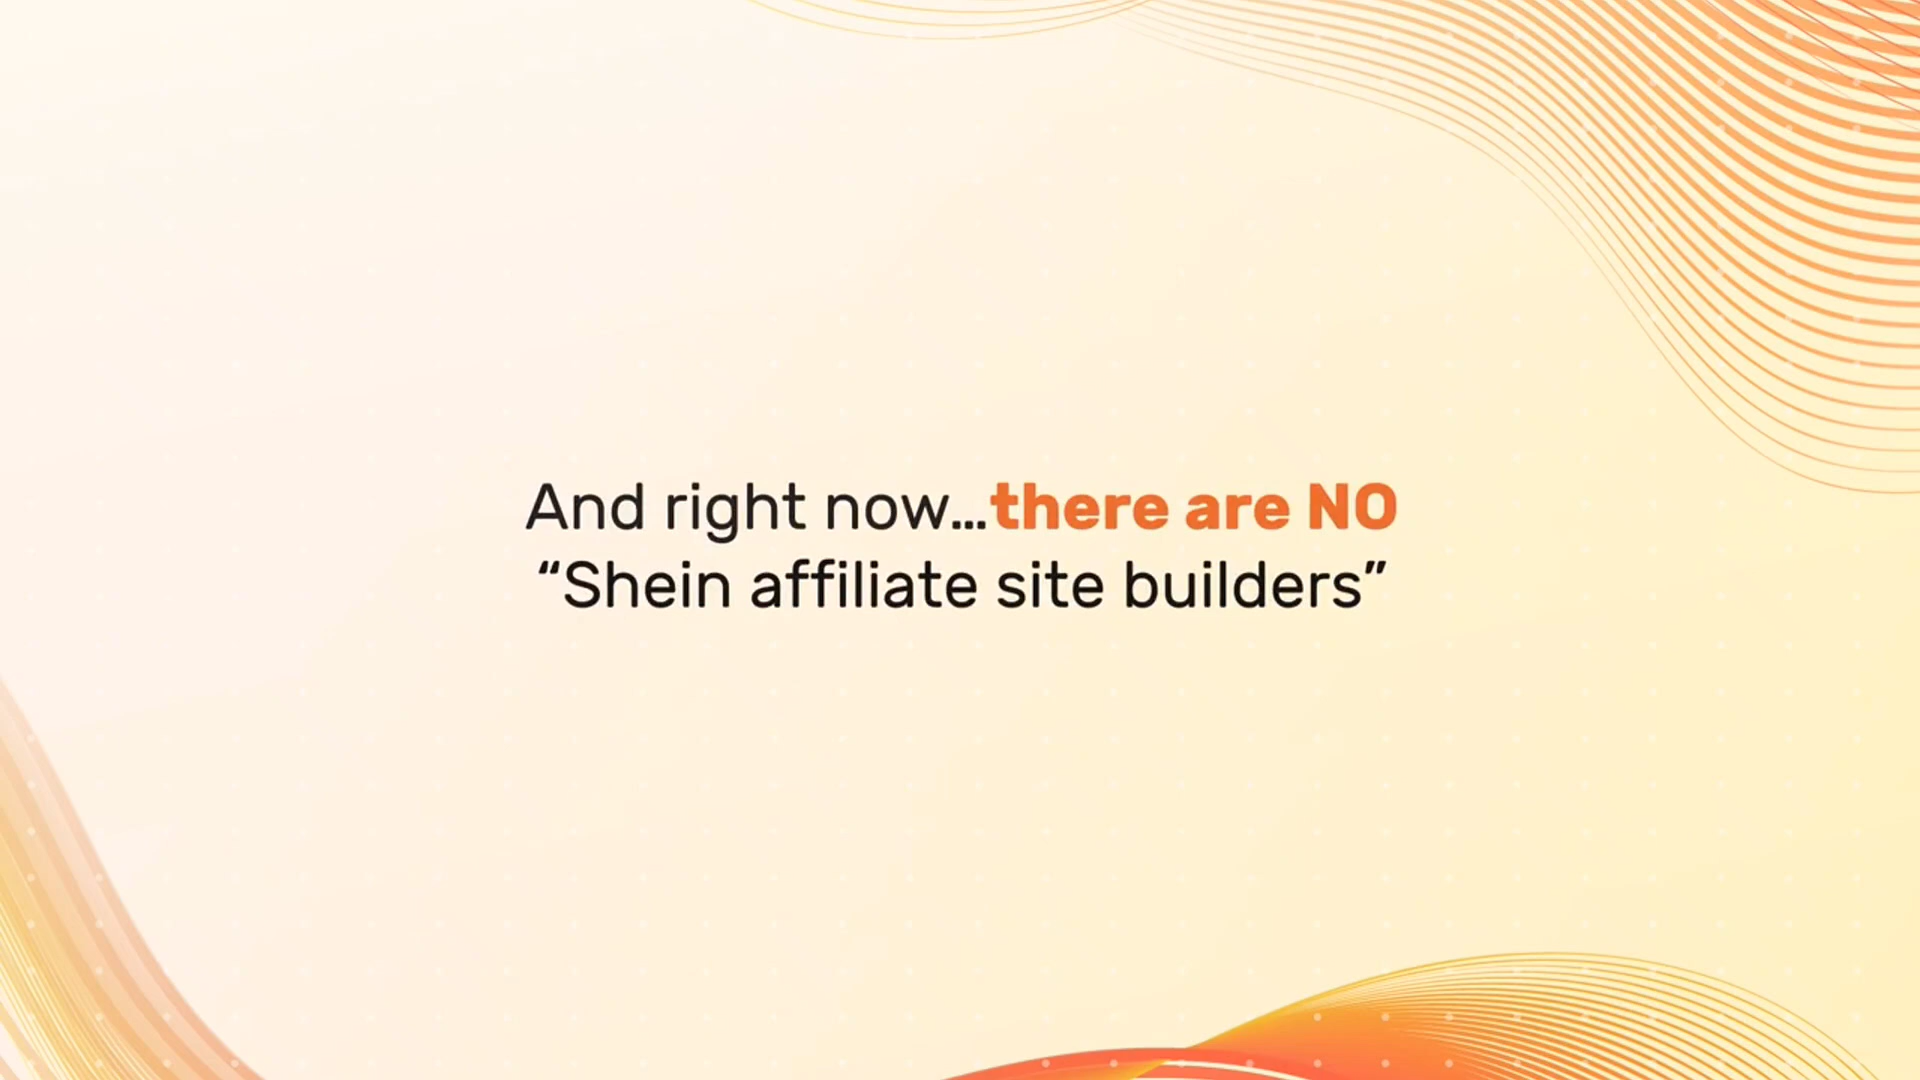 And right now...there are NO
“Shein affiliate site builders”